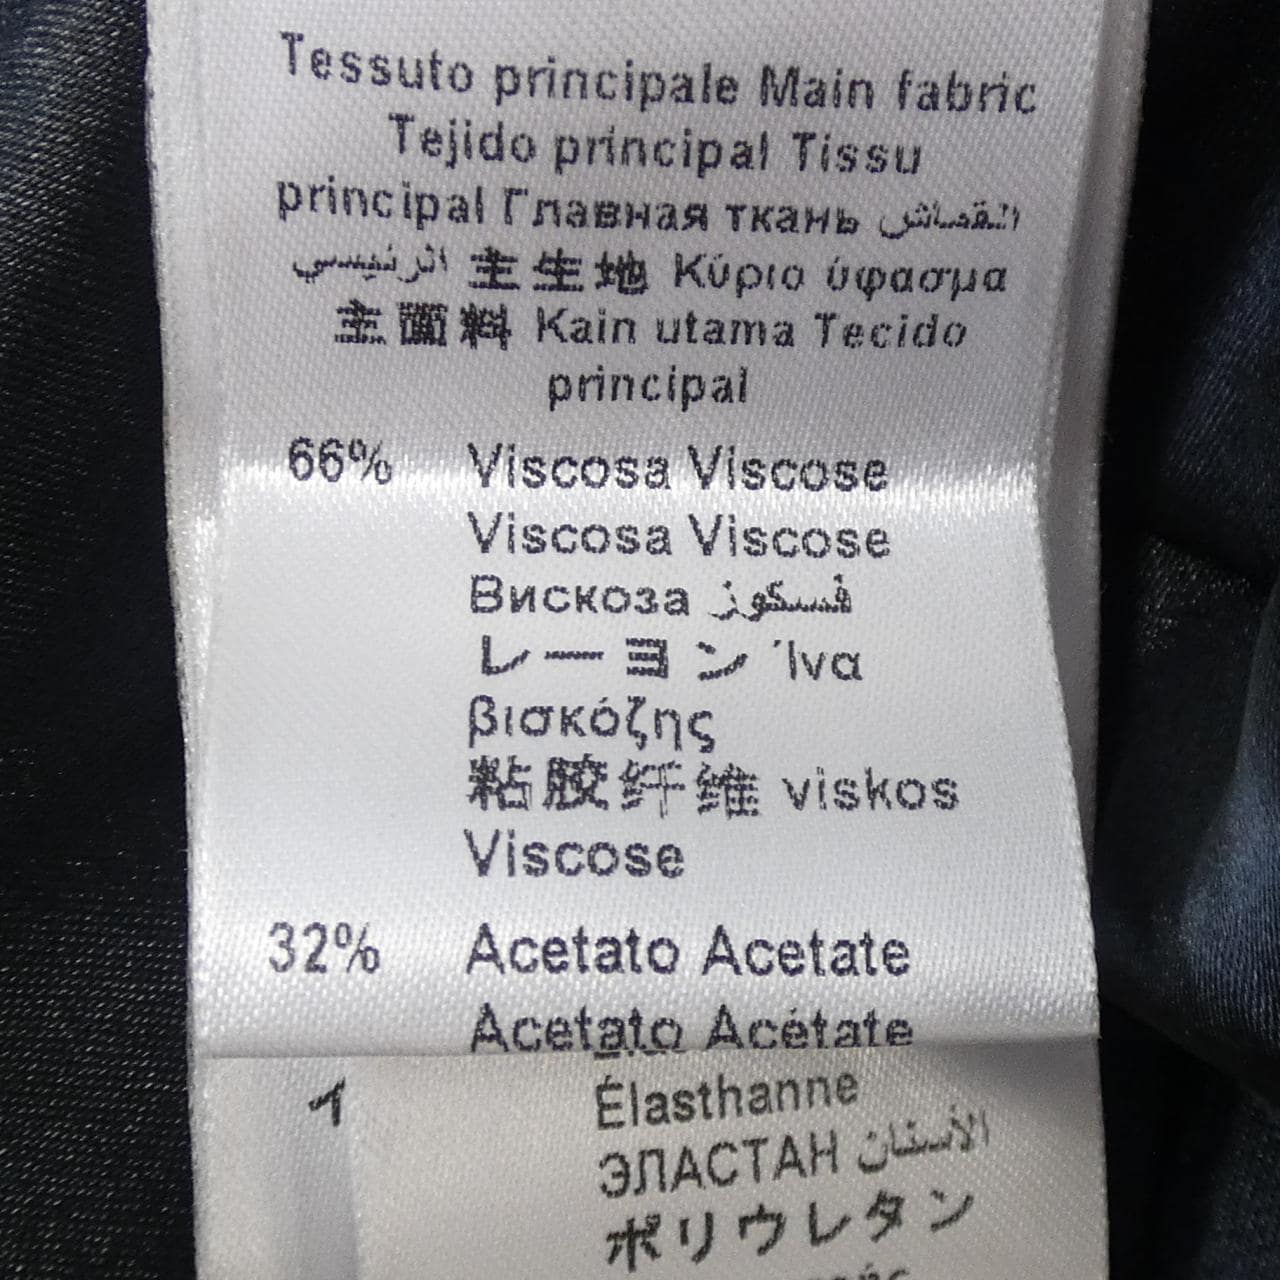 Tessuto principale Main fabric
Tejido principal Tissu
principal Главная ткань القماش
الرئيسي 主生地 Κύριο ύφασμα
主面料 Kain utama Tecido
principal
66% Viscosa Viscose
Viscosa Viscose
Вискоза فسكوز
レーヨン Ίνα
βισκόζης
粘胶纤维 viskos
Viscose
32% Acetato Acetate
Acetato Acétate
Élasthanne
ЭЛАСТАН الأستان
ポリウレタン